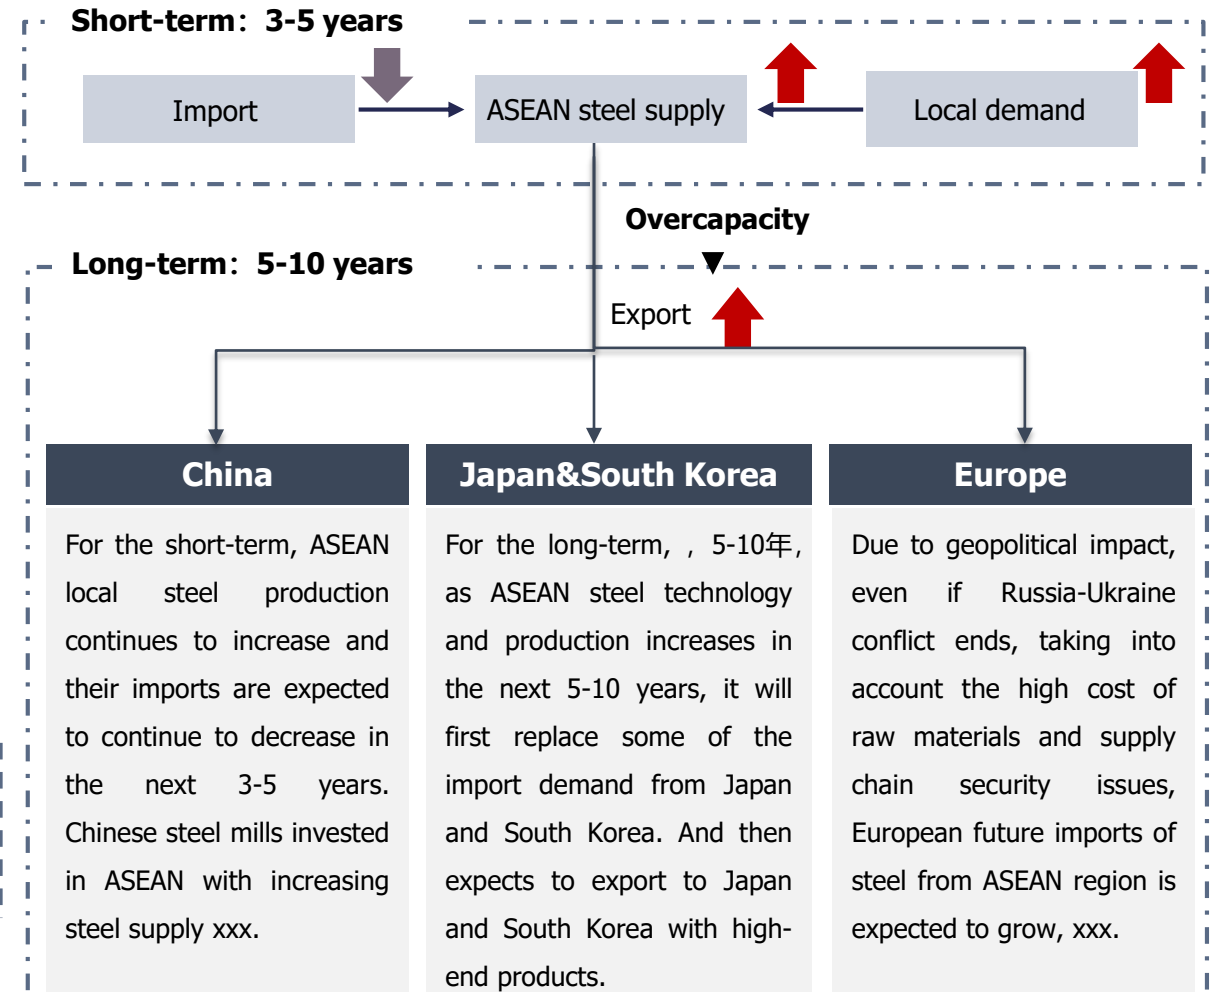 Short-term: 3-5 years
Import
ASEAN steel supply
Local demand
Overcapacity
Long-term: 5-10 years
Export
China
For the short-term, ASEAN
local steel production
continues to increase and
their imports are expected
to continue to decrease in
the next 3-5 years.
Chinese steel mills invested
in ASEAN with increasing
steel supply xxx.
Japan&South Korea
For the long-term, , 5-10年,
as ASEAN steel technology
and production increases in
the next 5-10 years, it will
first replace some of the
import demand from Japan
and South Korea. And then
expects to export to Japan
and South Korea with high-
end products.
Europe
Due to geopolitical impact,
even if Russia-Ukraine
conflict ends, taking into
account the high cost of
raw materials and supply
chain security issues,
European future imports of
steel from ASEAN region is
expected to grow, xxx.